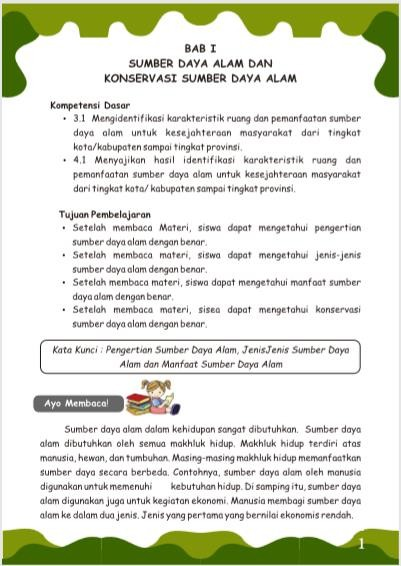 BAB I
SUMBER DAYA ALAM DAN
KONSERVASI SUMBER DAYA ALAM
Kompetensi Dasar
• 3.1 Mengidentifikasi karakteristik ruang dan pemanfaatan sumber
daya alam untuk kesejahteraan masyarakat dari tingkat
kota/kabupaten sampai tingkat provinsi.
• 4.1 Menyajikan hasil identifikasi karakteristik ruang dan
pemanfaatan sumber daya alam untuk kesejahteraan masyarakat
dari tingkat kota/ kabupaten sampai tingkat provinsi.
Tujuan Pembelajaran
• Setelah membaca Materi, siswa dapat mengetahui pengertian
sumber daya alam dengan benar.
• Setelah membaca materi, siswa dapat mengetahui jenis-jenis
sumber daya alam dengan benar.
• Setelah membaca materi, siswa dapat mengetahui manfaat sumber
daya alam dengan benar.
• Setelah membaca materi, sisea dapat mengetahui konservasi
sumber daya alam dengan benar.
Kata Kunci : Pengertian Sumber Daya Alam, JenisJenis Sumber Daya
Alam dan Manfaat Sumber Daya Alam
Ayo Membaca!
Sumber daya alam dalam kehidupan sangat dibutuhkan. Sumber daya
alam dibutuhkan oleh semua makhluk hidup. Makhluk hidup terdiri atas
manusia, hewan, dan tumbuhan. Masing-masing makhluk hidup memanfaatkan
sumber daya secara berbeda. Contohnya, sumber daya alam oleh manusia
digunakan untuk memenuhi kebutuhan hidup. Di samping itu, sumber daya
alam digunakan juga untuk kegiatan ekonomi. Manusia membagi sumber daya
alam ke dalam dua jenis. Jenis yang pertama yang bernilai ekonomis rendah.
1